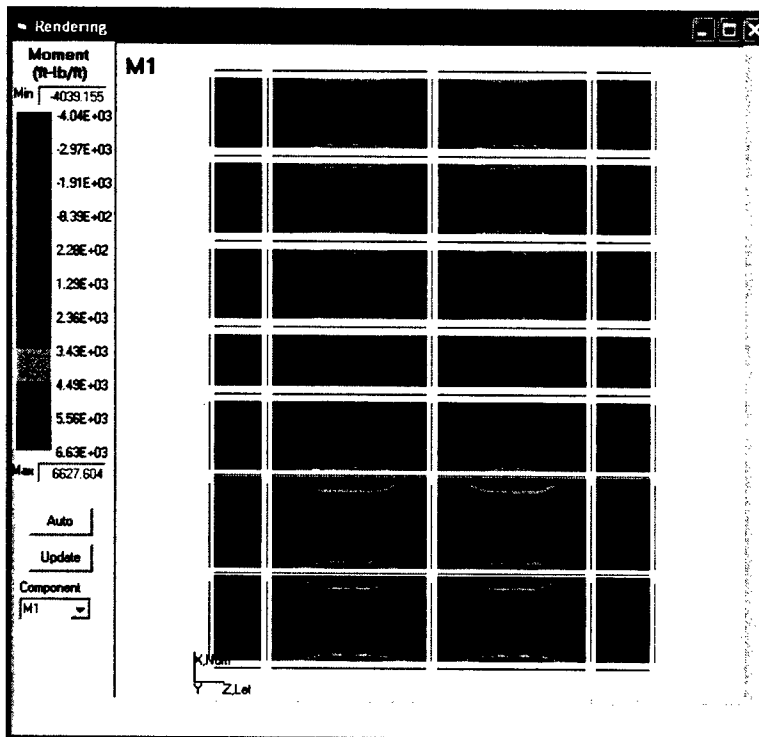 Rendering
Moment
(ft-lb/ft)
Min -4039.155
-4.04E+03
-2.97E+03
-1.91E+03
-8.39E+02
2.28E+02
1.29E+03
2.36E+03
3.43E+03
4.49E+03
5.56E+03
6.63E+03
Max 6627.604
Auto
Update
Component
M1
M1
Y Z,Lat